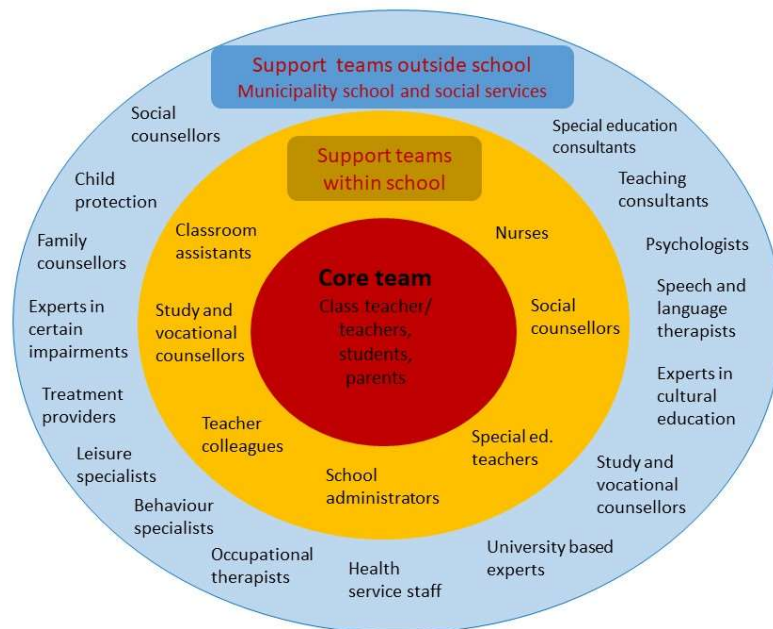 Support teams outside school
Municipality school and social services
Support teams
within school
Core team
Class teacher/
teachers,
students,
parents
Classroom
assistants
Nurses
Study and
vocational
counsellors
Social
counsellors
Teacher
colleagues
Special ed.
teachers
School
administrators
Social
counsellors
Child
protection
Family
counsellors
Experts in
certain
impairments
Treatment
providers
Leisure
specialists
Behaviour
specialists
Occupational
therapists
Health
service staff
University based
experts
Study and
vocational
counsellors
Experts in
cultural
education
Speech and
language
therapists
Psychologists
Teaching
consultants
Special education
consultants